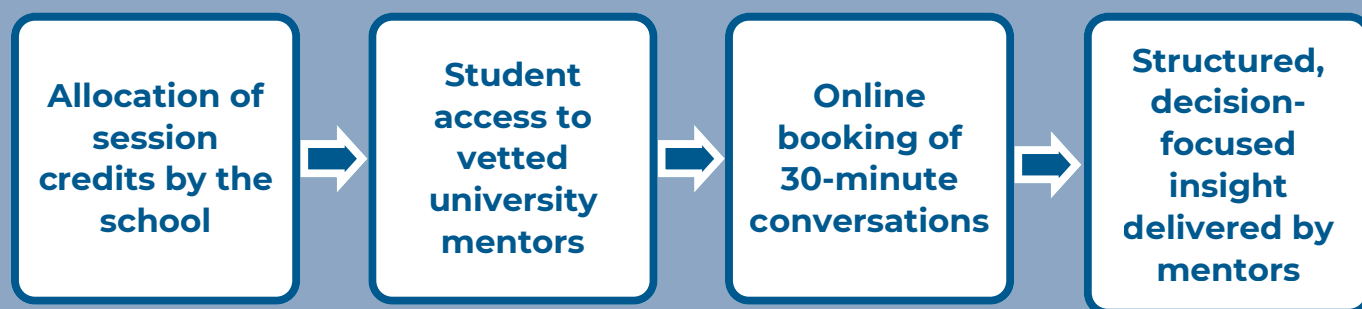 Allocation of
session
credits by the
school
Student
access to
vetted
university
mentors
Online
booking of
30-minute
conversations
Structured,
decision-
focused
insight
delivered by
mentors